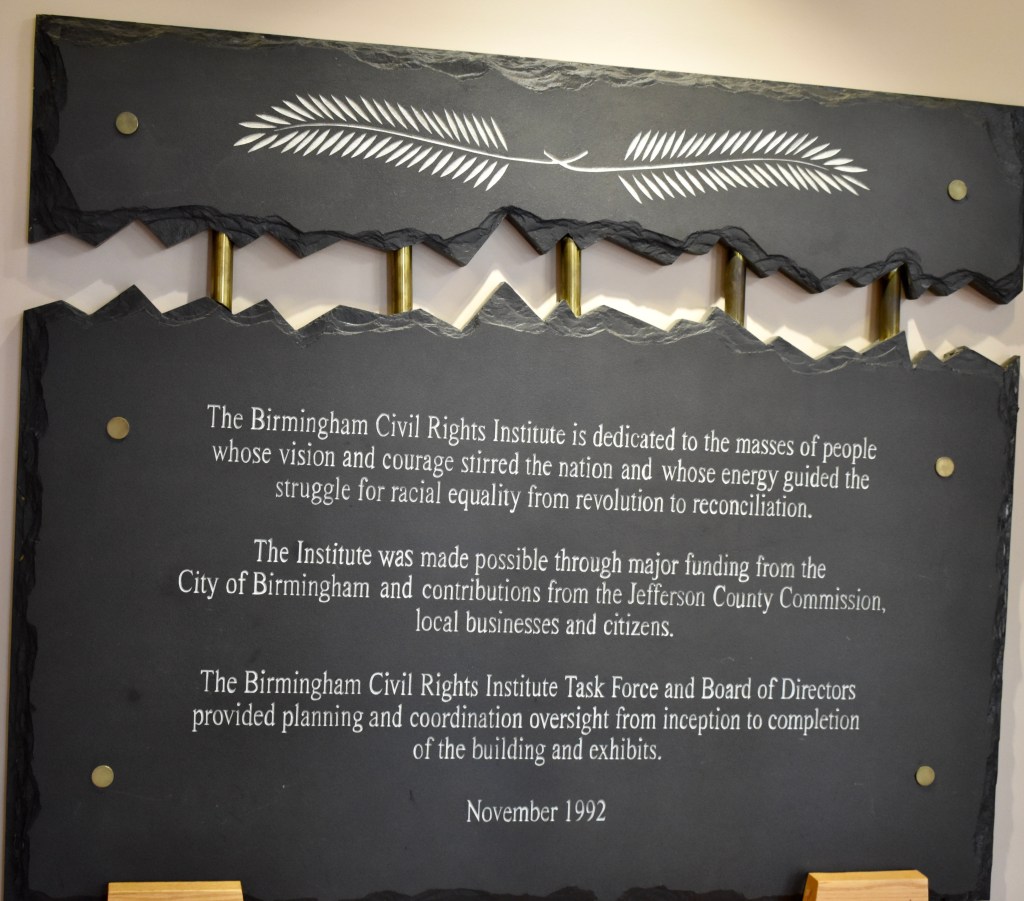 The Birmingham Civil Rights Institute is dedicated to the masses of people
whose vision and courage stirred the nation and whose energy guided the
struggle for racial equality from revolution to reconciliation.
The Institute was made possible through major funding from the
City of Birmingham and contributions from the Jefferson County Commission,
local businesses and citizens.
The Birmingham Civil Rights Institute Task Force and Board of Directors
provided planning and coordination oversight from inception to completion
of the building and exhibits.
November 1992